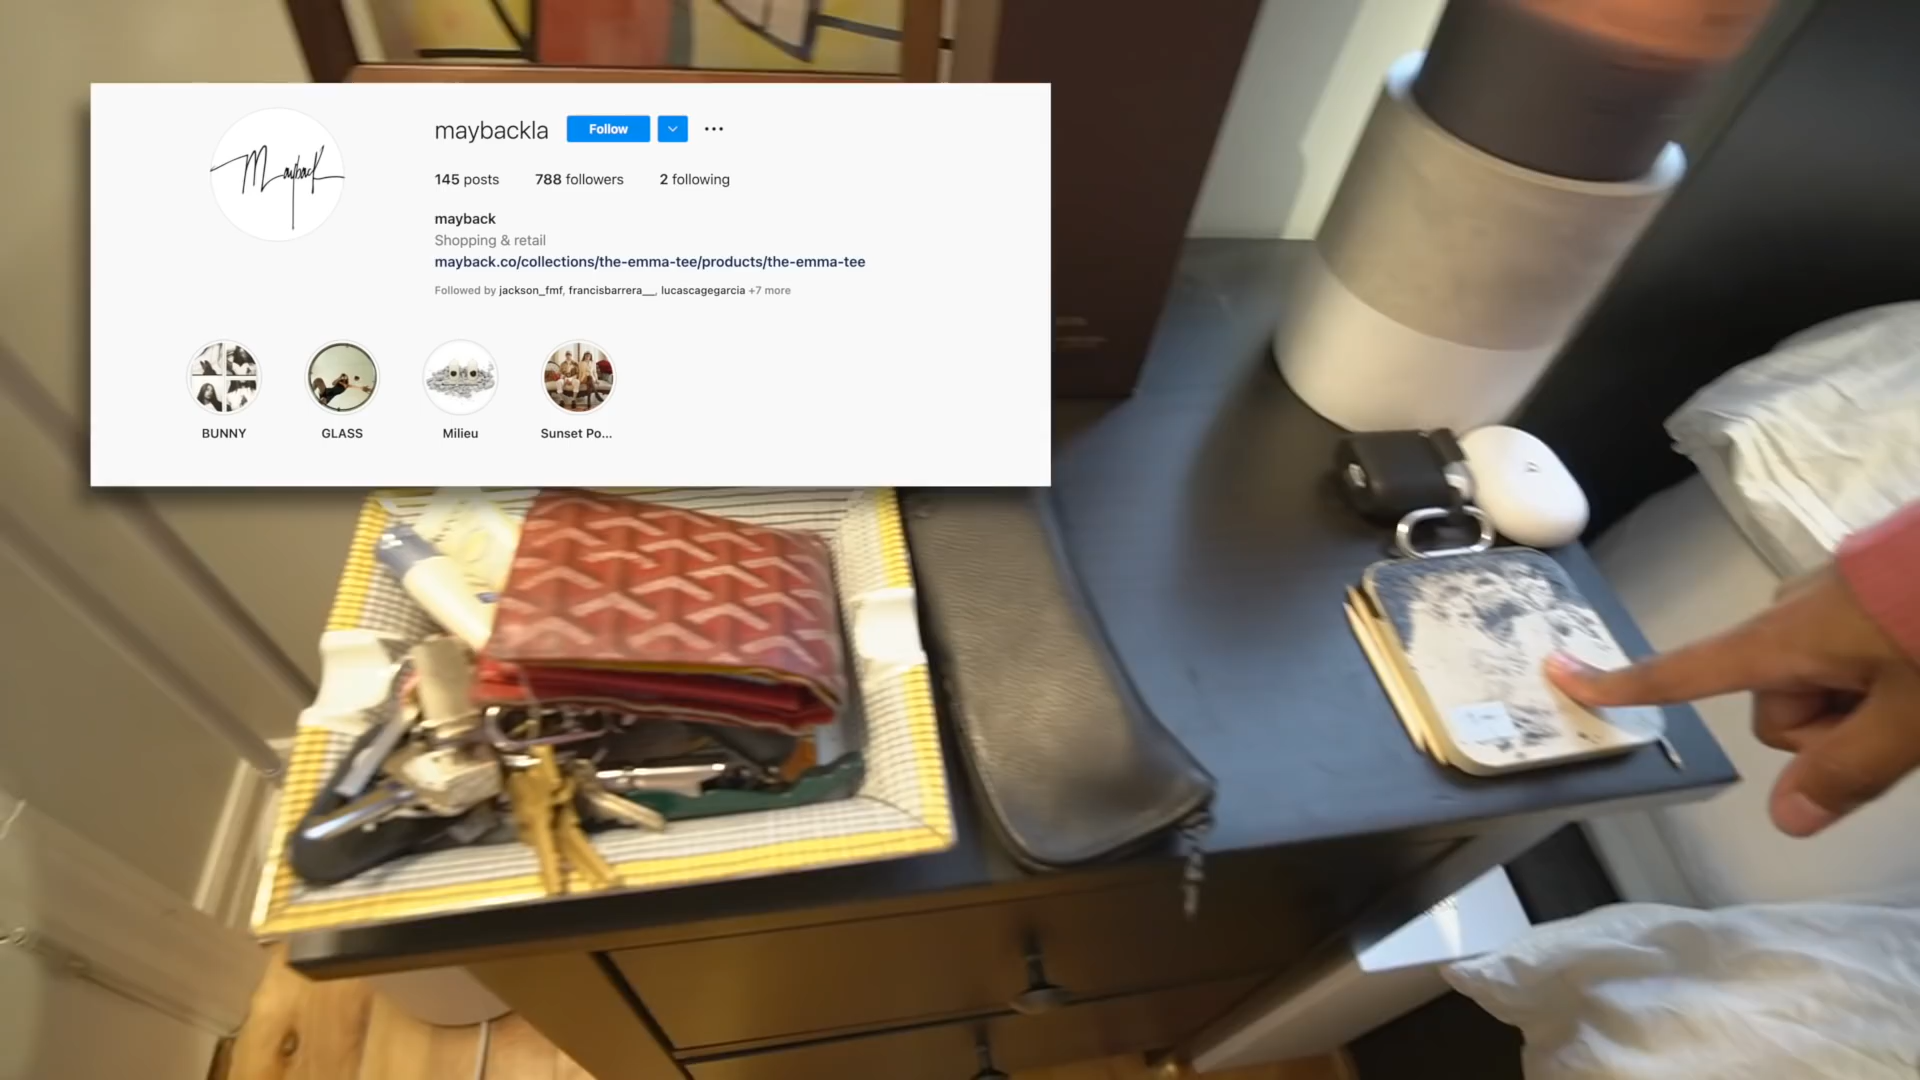 Mayback
maybackla
Follow
145 posts 788 followers 2 following
mayback
Shopping & retail
mayback.co/collections/the-emma-tee/products/the-emma-tee
Followed by jackson_fmf, francisbarrera__, lucascagegarcia +7 more
BUNNY GLASS Milieu Sunset Po...